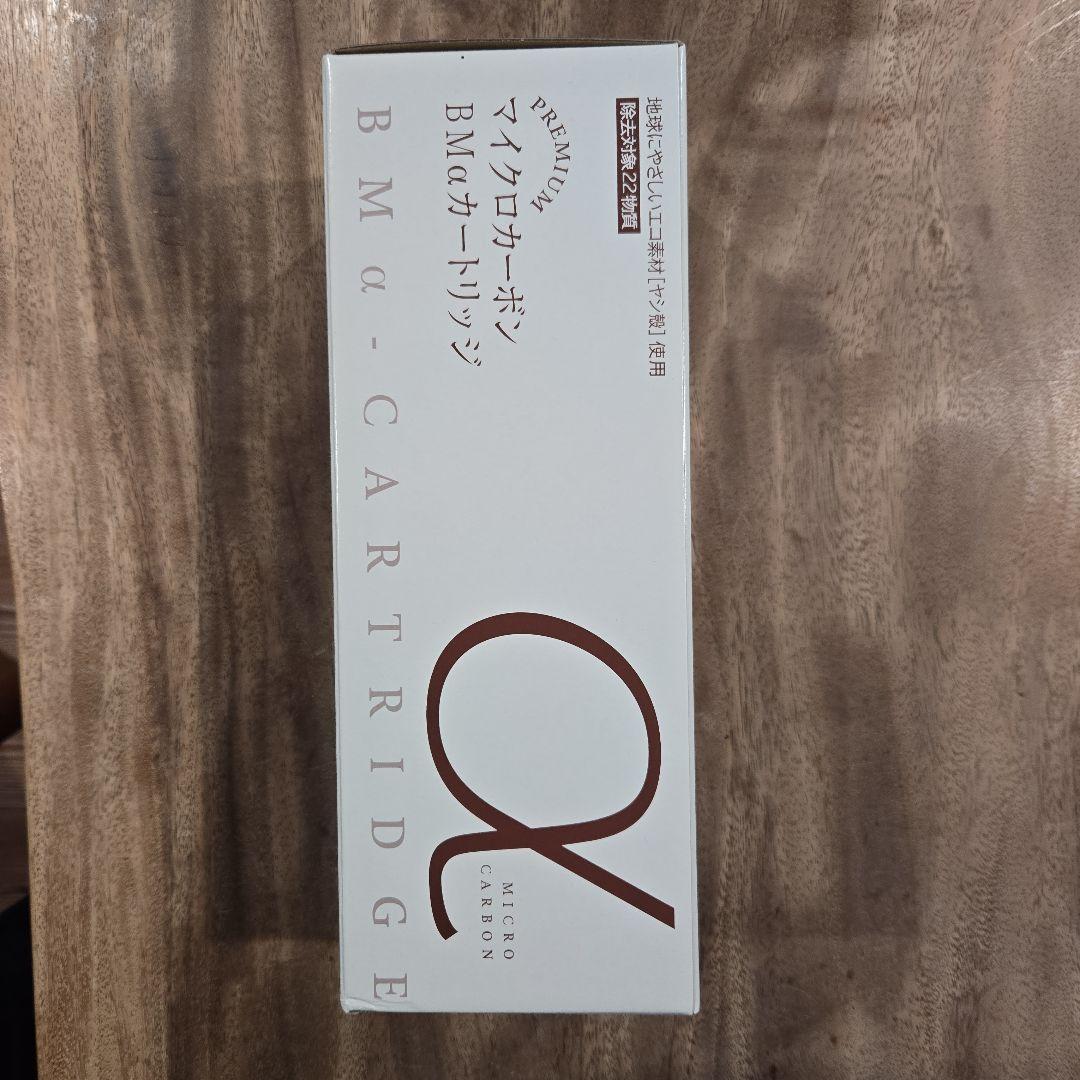 地球にやさしいエコ素材［ヤシ殻］使用
除去対象22物質
PREMIUM
マイクロカーボン
BMαカートリッジ
α
MICRO
CARBON
BMα-CARTRIDGE